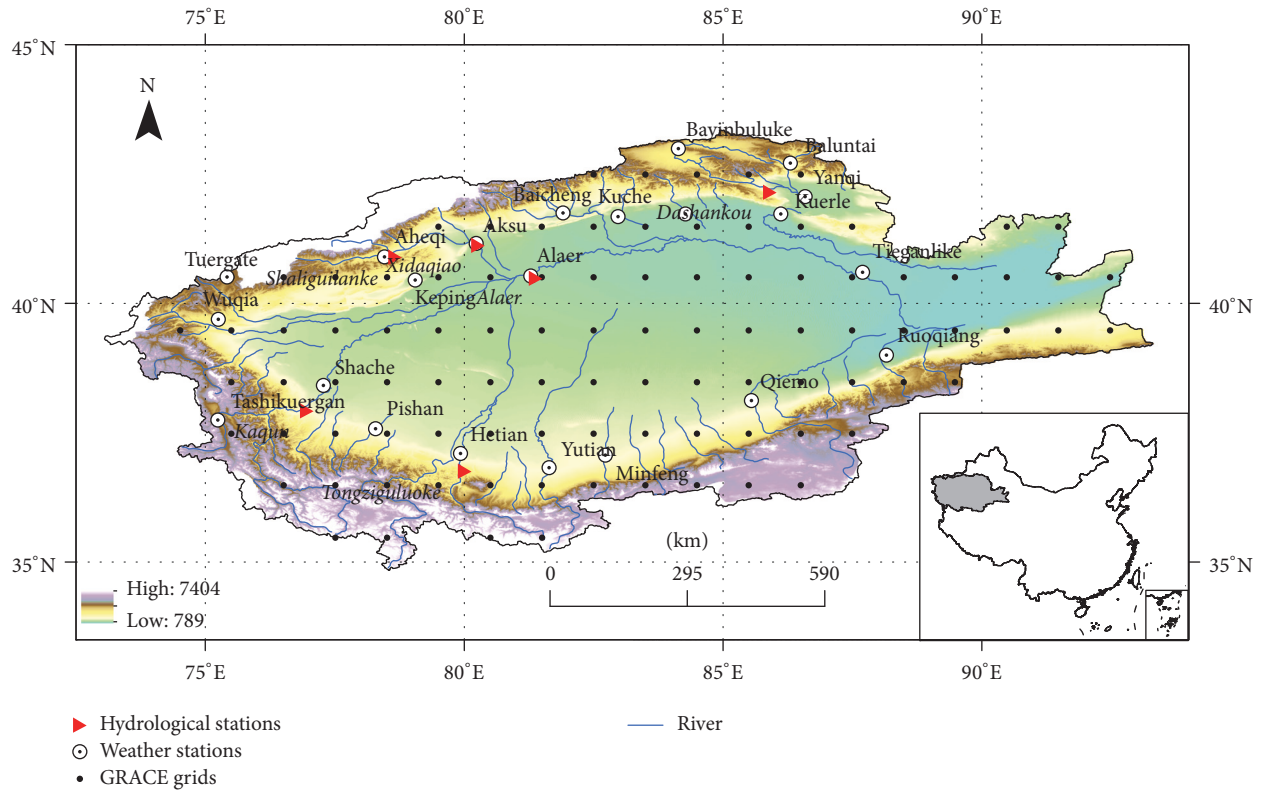 75°E 80°E 85°E 90°E
45°N
N
Bayinbuluke
Baluntai
Yanqi
Baicheng Kuche
Dashankou
Kuerle
Aksu
Aheqi
Tuergate
Xidaqiao
Alaer
Tieganlike
Shaliguilanke
Wuqia
Keping
Alaer
40°N
40°N
Ruoqiang
Shache
Qiemo
Tashikuergan
Pishan
Kaqun
Hetian
Yutian
Minfeng
Tongziguluoke
(km)
0 295 590
35°N
35°N
High: 7404
Low: 789
75°E 80°E 85°E 90°E
Hydrological stations
River
Weather stations
GRACE grids